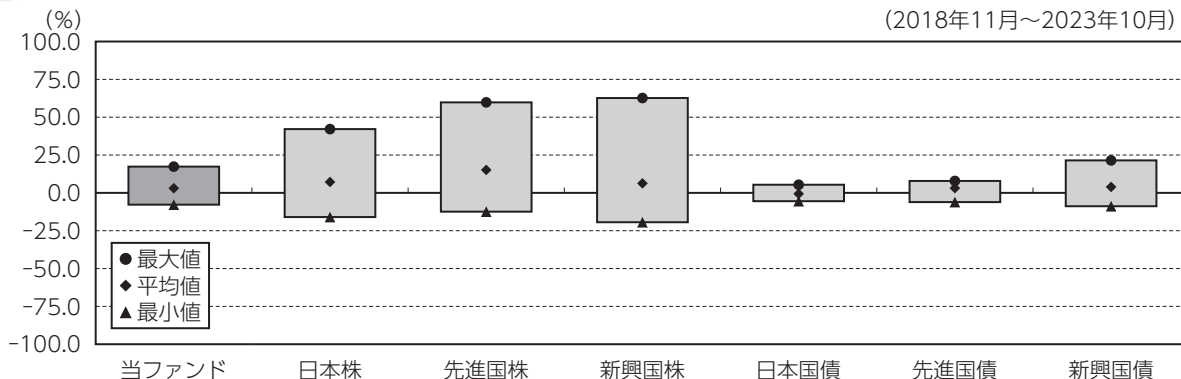 (%)
(2018年11月～2023年10月)
100.0
75.0
50.0
25.0
0.0
-25.0
-50.0
-75.0
-100.0
●最大値
◆平均値
▲最小値
当ファンド 日本株 先進国株 新興国株 日本国債 先進国債 新興国債